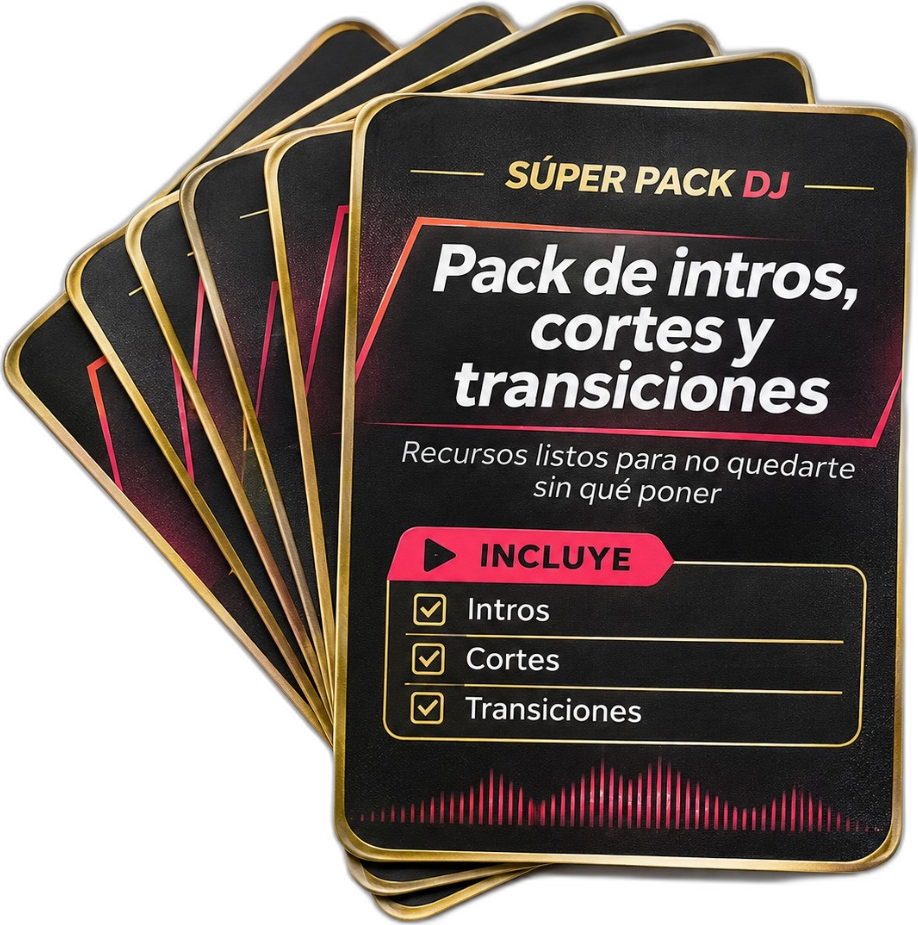 SÚPER PACK DJ
Pack de intros,
cortes y
transiciones
Recursos listos para no quedarte
sin qué poner
INCLUYE
Intros
Cortes
Transiciones